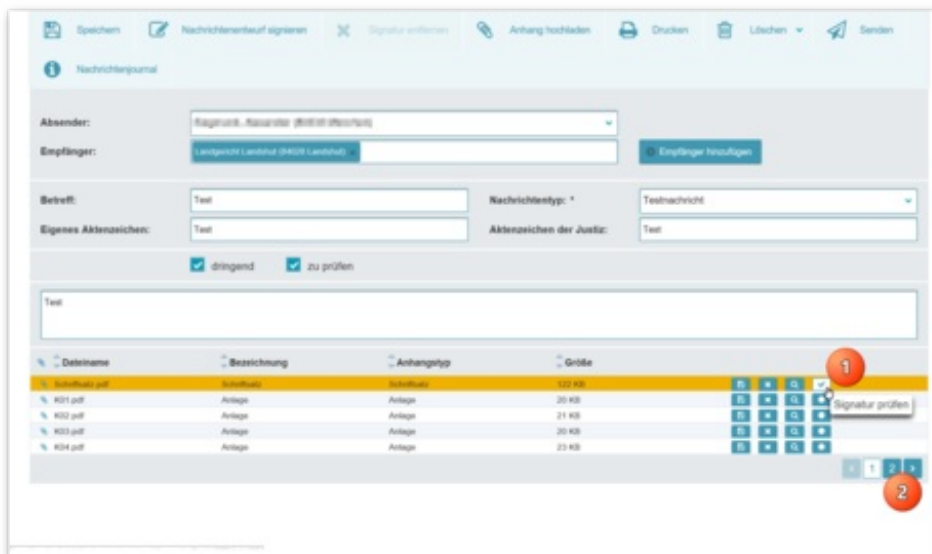 Speichern Nachrichtenentwurf signieren Signatur entfernen Anhang hochladen Drucken Löschen Senden
Nachrichtenjournal
Absender:
Empfänger: Landgericht Landshut Landshut) Empfänger hinzufügen
Betreff: Test Nachrichtentyp: * Testnachricht
Eigenes Aktenzeichen: Test Aktenzeichen der Justiz: Test
dringend zu prüfen
Test
Dateiname Bezeichnung Anhangstyp Größe
1
Schriftsatz.pdf Schriftsatz Schriftsatz 122 KB
Signatur prüfen
K01.pdf Anlage Anlage 20 KB
K02.pdf Anlage Anlage 21 KB
K03.pdf Anlage Anlage 20 KB
K04.pdf Anlage Anlage 23 KB
< 1 2 >
2